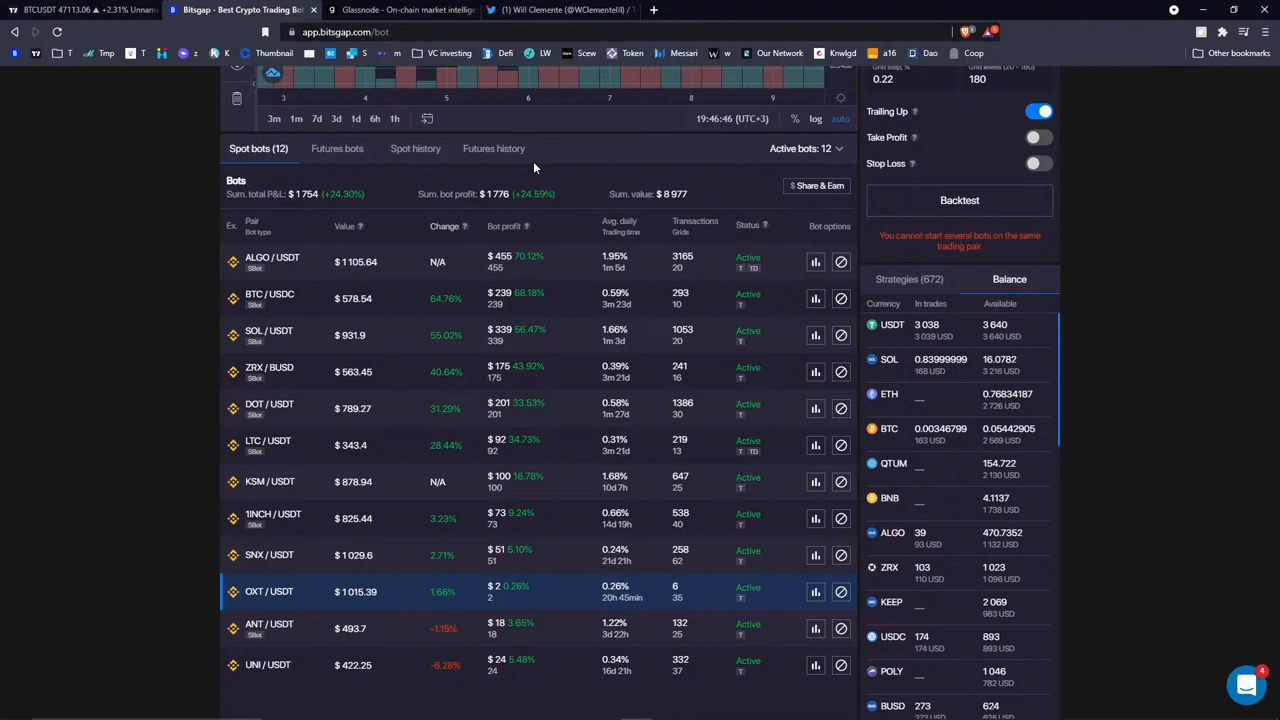 BTCUSDT 47113.06 ▲ +2.31% Unnam
Bitsgap - Best Crypto Trading Bot
Glassnode - On-chain market intellige
(1) Will Clemente (@WClementeIII) / T
app.bitsgap.com/bot
T
Tmp
T
z
K
Thumbnail
...
M
VC investing
Defi
LW
Scew
Token
Messari
w
Our Network
knowlgd
a16
Dao
Coop
Other bookmarks
3 4 5 6 7 8 9
3m 1m 7d 3d 1d 6h 1h
19:46:46 (UTC+3) % log auto
Spot bots (12) Futures bots Spot history Futures history Active bots: 12
Bots
Sum. total P&L: $ 1 754 (+24.30%) Sum. bot profit: $ 1 776 (+24.59%) Sum. value: $ 8 977
$ Share & Earn
Ex. Pair Value Change Bot profit Avg. daily Transactions Status Bot options
Bot type Trading time Grids
ALGO / USDT $ 1 105.64 N/A $ 455 70.12% 1.95% 3165 Active
SBot 455 1m 5d 20 T TD
BTC / USDC $ 578.54 64.76% $ 239 68.18% 0.59% 293 Active
SBot 239 3m 23d 10 T
SOL / USDT $ 931.9 55.02% $ 339 56.47% 1.66% 1053 Active
SBot 339 1m 3d 20 T
ZRX / BUSD $ 563.45 40.64% $ 175 43.92% 0.39% 241 Active
SBot 175 3m 21d 16 T
DOT / USDT $ 789.27 31.29% $ 201 33.53% 0.58% 1386 Active
SBot 201 1m 27d 30 T
LTC / USDT $ 343.4 28.44% $ 92 34.73% 0.31% 219 Active
SBot 92 3m 21d 13 T TD
KSM / USDT $ 878.94 N/A $ 100 16.78% 1.68% 647 Active
100 10d 7h 25 T
1INCH / USDT $ 825.44 3.23% $ 73 9.24% 0.66% 538 Active
SBot 73 14d 19h 40 T
SNX / USDT $ 1 029.6 2.71% $ 51 5.10% 0.24% 258 Active
51 21d 21h 62 T
OXT / USDT $ 1 015.39 1.66% $ 2 0.26% 0.26% 6 Active
2 20h 45min 35 T
ANT / USDT $ 493.7 -1.15% $ 18 3.65% 1.22% 132 Active
SBot 18 3d 22h 25 T
UNI / USDT $ 422.25 -6.28% $ 24 5.48% 0.34% 332 Active
24 16d 21h 37 T
0.22 180
Trailing Up
Take Profit
Stop Loss
Backtest
You cannot start several bots on the same
trading pair.
Strategies (672) Balance
Currency In trades Available
USDT 3 038 3 640
3 039 USD 3 640 USD
SOL 0.83999999 16.0782
168 USD 3 216 USD
ETH — 0.76834187
2 726 USD
BTC 0.00346799 0.05442905
163 USD 2 569 USD
QTUM — 154.722
2 130 USD
BNB — 4.1137
1 738 USD
ALGO 39 470.7352
93 USD 1 132 USD
ZRX 103 1 023
110 USD 1 096 USD
KEEP — 2 069
983 USD
USDC 174 893
174 USD 893 USD
POLY — 1 046
782 USD
BUSD 273 624
4